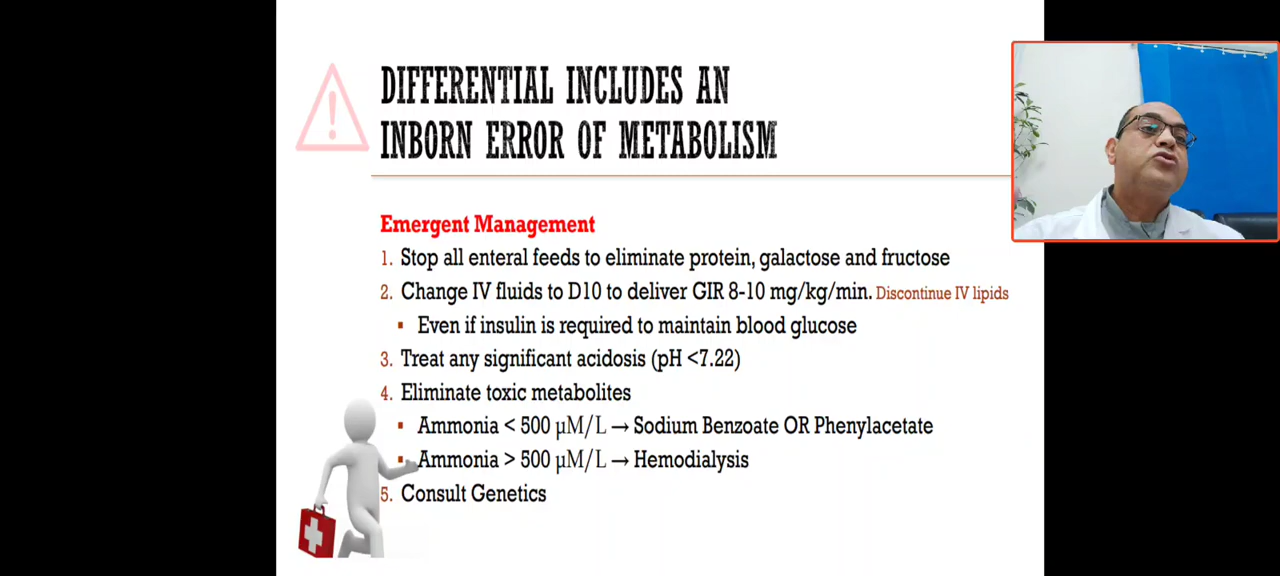 DIFFERENTIAL INCLUDES AN
INBORN ERROR OF METABOLISM
Emergent Management
1. Stop all enteral feeds to eliminate protein, galactose and fructose
2. Change IV fluids to D10 to deliver GIR 8-10 mg/kg/min. Discontinue IV lipids
▪ Even if insulin is required to maintain blood glucose
3. Treat any significant acidosis (pH <7.22)
4. Eliminate toxic metabolites
▪ Ammonia < 500 μM/L → Sodium Benzoate OR Phenylacetate
▪ Ammonia > 500 μM/L → Hemodialysis
5. Consult Genetics